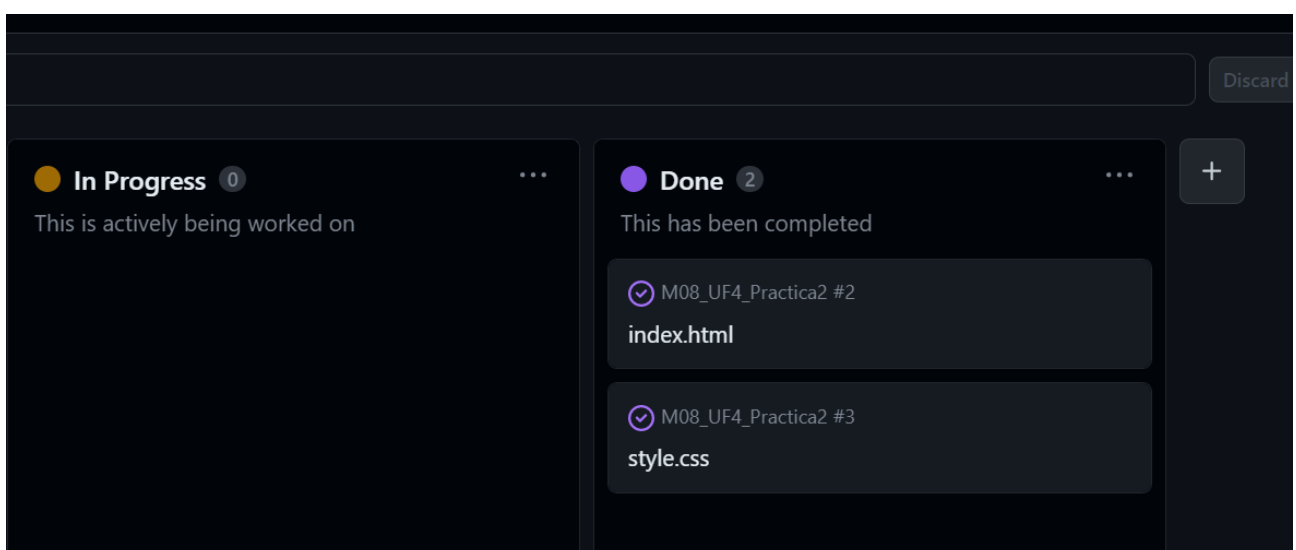 Discard
In Progress 0
This is actively being worked on
Done 2
This has been completed
M08_UF4_Practica2 #2
index.html
M08_UF4_Practica2 #3
style.css